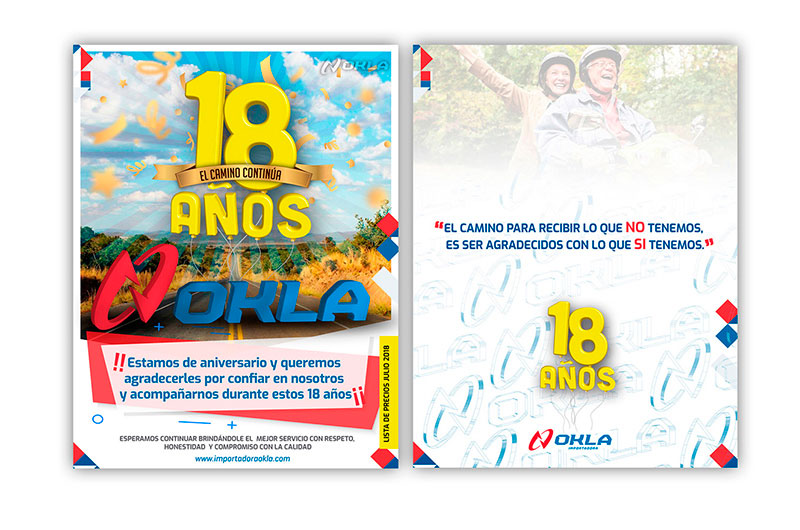 NOKLA
18
EL CAMINO CONTINÚA
AÑOS
NOKLA
!!Estamos de aniversario y queremos
agradecerles por confiar en nosotros
y acompañarnos durante estos 18 años¡¡
LISTA DE PRECIOS JULIO 2018
ESPERAMOS CONTINUAR BRINDÁNDOLE EL MEJOR SERVICIO CON RESPETO,
HONESTIDAD Y COMPROMISO CON LA CALIDAD
www.importadoraokla.com
“EL CAMINO PARA RECIBIR LO QUE NO TENEMOS,
ES SER AGRADECIDOS CON LO QUE SI TENEMOS.”
18
AÑOS
NOKLA
IMPORTADORA